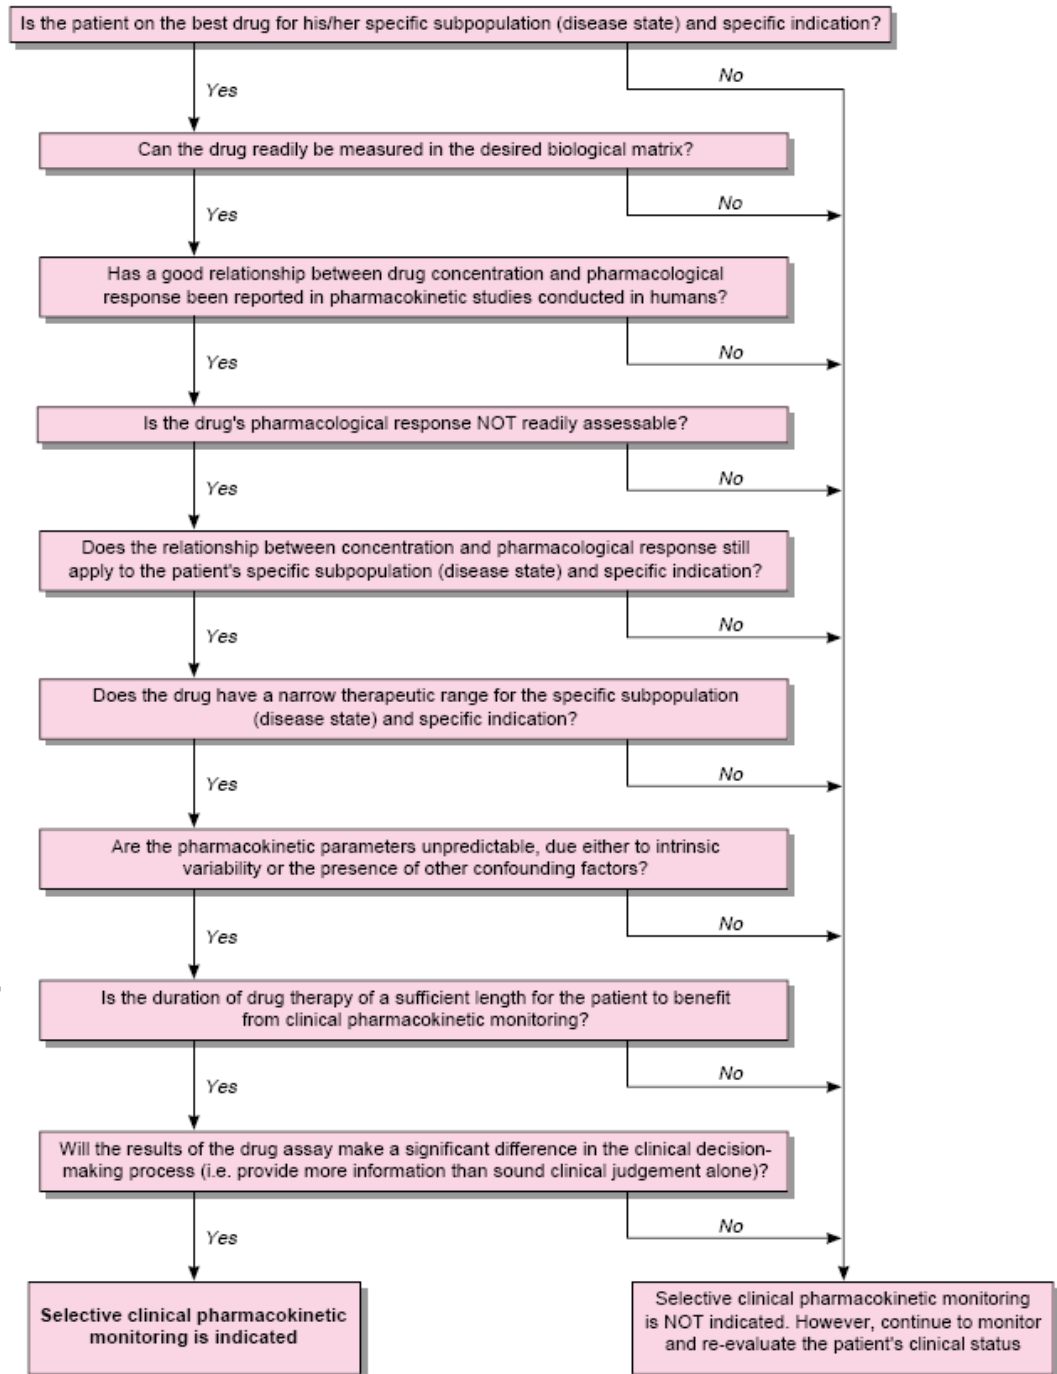 Is the patient on the best drug for his/her specific subpopulation (disease state) and specific indication?
No
Yes
Can the drug readily be measured in the desired biological matrix?
No
Yes
Has a good relationship between drug concentration and pharmacological
response been reported in pharmacokinetic studies conducted in humans?
No
Yes
Is the drug's pharmacological response NOT readily assessable?
No
Yes
Does the relationship between concentration and pharmacological response still
apply to the patient's specific subpopulation (disease state) and specific indication?
No
Yes
Does the drug have a narrow therapeutic range for the specific subpopulation
(disease state) and specific indication?
No
Yes
Are the pharmacokinetic parameters unpredictable, due either to intrinsic
variability or the presence of other confounding factors?
No
Yes
Is the duration of drug therapy of a sufficient length for the patient to benefit
from clinical pharmacokinetic monitoring?
No
Yes
Will the results of the drug assay make a significant difference in the clinical decision-
making process (i.e. provide more information than sound clinical judgement alone)?
No
Yes
Selective clinical pharmacokinetic
monitoring is indicated
Selective clinical pharmacokinetic monitoring
is NOT indicated. However, continue to monitor
and re-evaluate the patient's clinical status